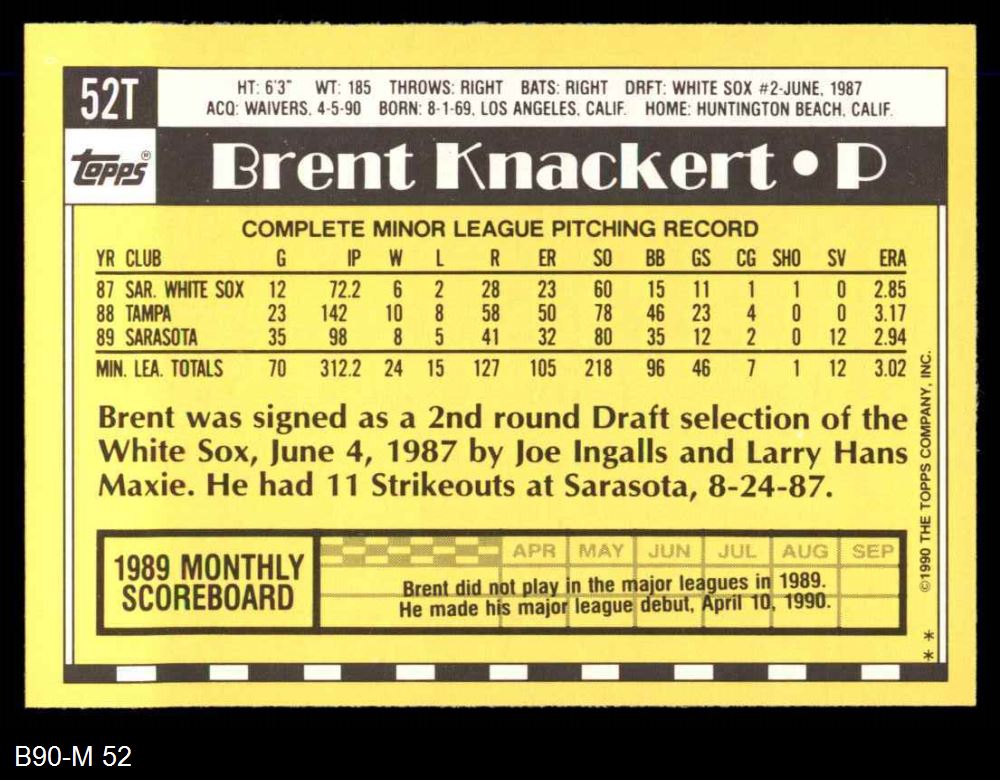 52T
HT: 6'3" WT: 185 THROWS: RIGHT BATS: RIGHT DRFT: WHITE SOX #2-JUNE, 1987
ACQ: WAIVERS, 4-5-90 BORN: 8-1-69, LOS ANGELES, CALIF. HOME: HUNTINGTON BEACH, CALIF.
Topps®
Brent Knackert • P
COMPLETE MINOR LEAGUE PITCHING RECORD
YR CLUB G IP W L R ER SO BB GS CG SHO SV ERA
87 SAR. WHITE SOX 12 72.2 6 2 28 23 60 15 11 1 1 0 2.85
88 TAMPA 23 142 10 8 58 50 78 46 23 4 0 0 3.17
89 SARASOTA 35 98 8 5 41 32 80 35 12 2 0 12 2.94
MIN. LEA. TOTALS 70 312.2 24 15 127 105 218 96 46 7 1 12 3.02
Brent was signed as a 2nd round Draft selection of the
White Sox, June 4, 1987 by Joe Ingalls and Larry Hans
Maxie. He had 11 Strikeouts at Sarasota, 8-24-87.
1989 MONTHLY
SCOREBOARD
APR MAY JUN JUL AUG SEP
Brent did not play in the major leagues in 1989.
He made his major league debut, April 10, 1990.
©1990 THE TOPPS COMPANY, INC.
* *
B90-M 52